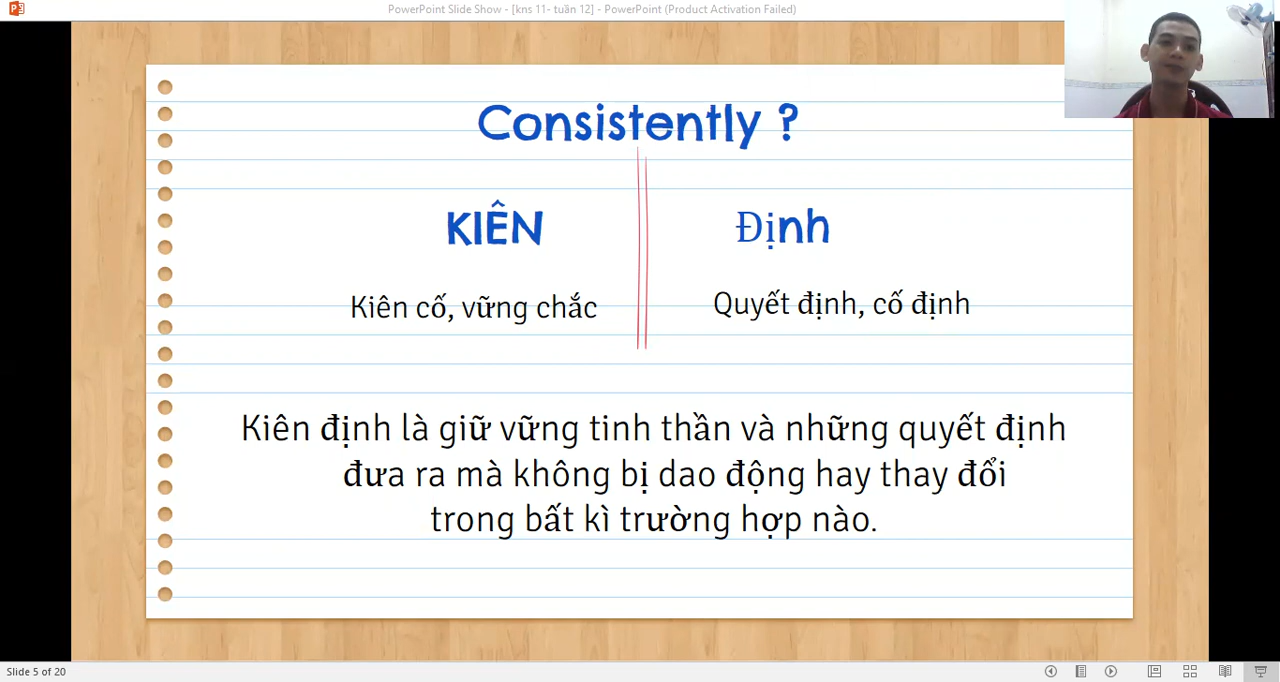 PowerPoint Slide Show - [kns 11- tuần 12] - PowerPoint (Product Activation Failed)
Consistently ?
KIÊN
Định
Kiên cố, vững chắc
Quyết định, cố định
Kiên định là giữ vững tinh thần và những quyết định
đưa ra mà không bị dao động hay thay đổi
trong bất kì trường hợp nào.
Slide 5 of 20